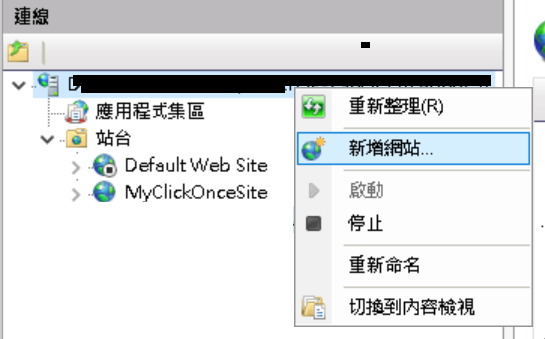 連線
應用程式集區
站台
Default Web Site
MyClickOnceSite
重新整理(R)
新增網站...
啟動
停止
重新命名
切換到內容檢視